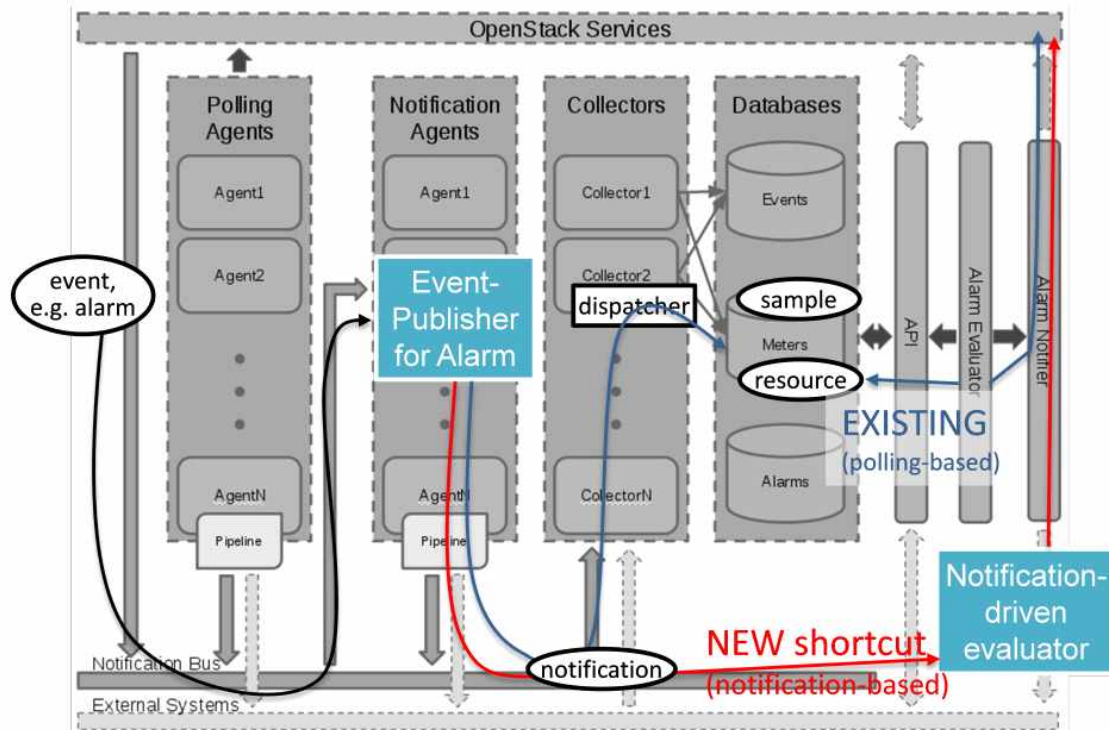 OpenStack Services
Polling
Agents
Agent1
Agent2
AgentN
Pipeline
event,
e.g. alarm
Notification
Agents
Agent1
Event-
Publisher
for Alarm
AgentN
Pipeline
Collectors
Collector1
Collector2
dispatcher
CollectorN
Databases
Events
sample
Meters
resource
Alarms
API
Alarm Evaluator
Alarm Notifier
EXISTING
(polling-based)
Notification-
driven
evaluator
NEW shortcut
(notification-based)
notification
Notification Bus
External Systems